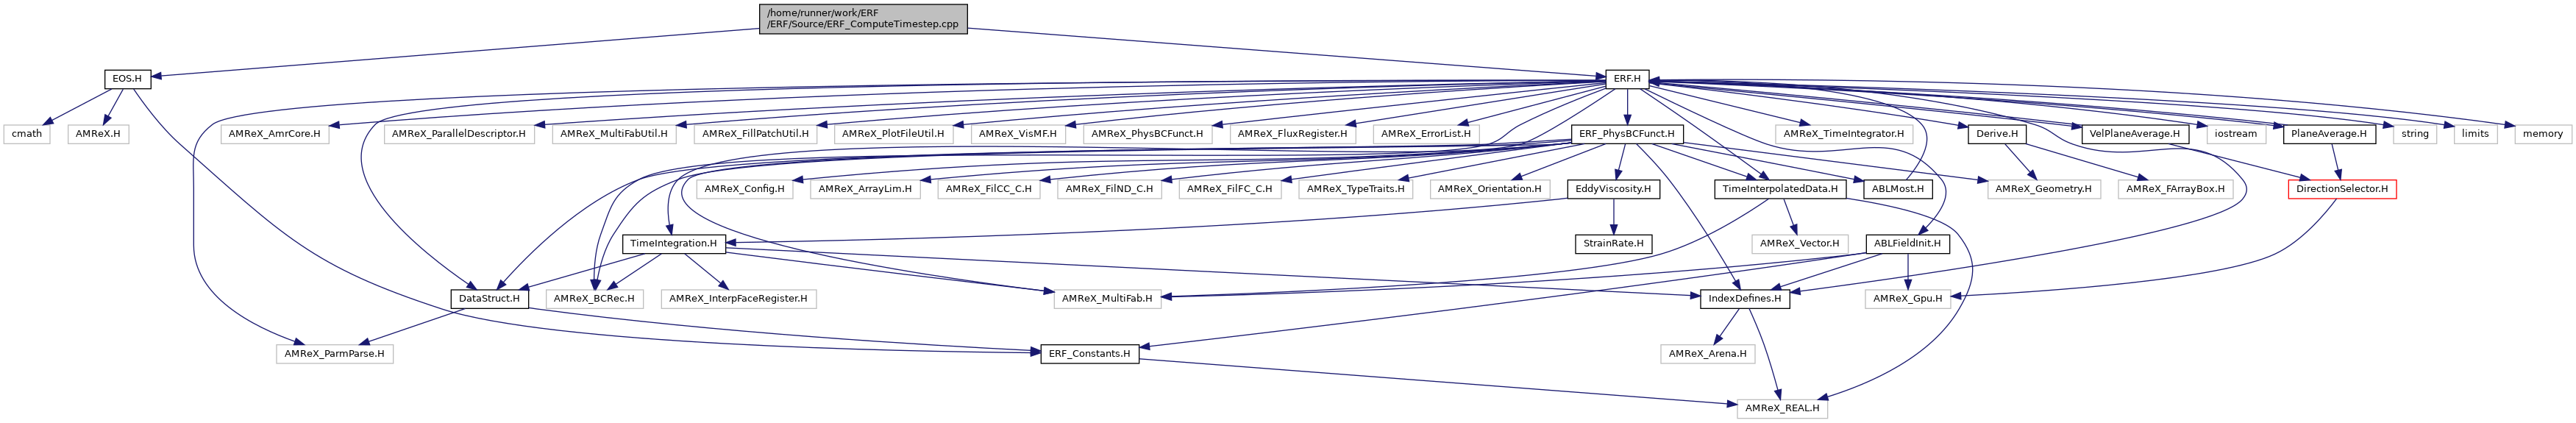 /home/runner/work/ERF
/ERF/Source/ERF_ComputeTimestep.cpp
EOS.H
ERF.H
cmath
AMReX.H
AMReX_AmrCore.H
AMReX_ParallelDescriptor.H
AMReX_MultiFabUtil.H
AMReX_FillPatchUtil.H
AMReX_PlotFileUtil.H
AMReX_VisMF.H
AMReX_PhysBCFunct.H
AMReX_FluxRegister.H
AMReX_ErrorList.H
ERF_PhysBCFunct.H
AMReX_TimeIntegrator.H
Derive.H
VelPlaneAverage.H
iostream
PlaneAverage.H
string
limits
memory
AMReX_Config.H
AMReX_ArrayLim.H
AMReX_FilCC_C.H
AMReX_FilND_C.H
AMReX_FilFC_C.H
AMReX_TypeTraits.H
AMReX_Orientation.H
EddyViscosity.H
TimeInterpolatedData.H
ABLMost.H
AMReX_Geometry.H
AMReX_FArrayBox.H
DirectionSelector.H
TimeIntegration.H
StrainRate.H
AMReX_Vector.H
ABLFieldInit.H
DataStruct.H
AMReX_BCRec.H
AMReX_InterpFaceRegister.H
AMReX_MultiFab.H
IndexDefines.H
AMReX_Gpu.H
AMReX_ParmParse.H
ERF_Constants.H
AMReX_Arena.H
AMReX_REAL.H